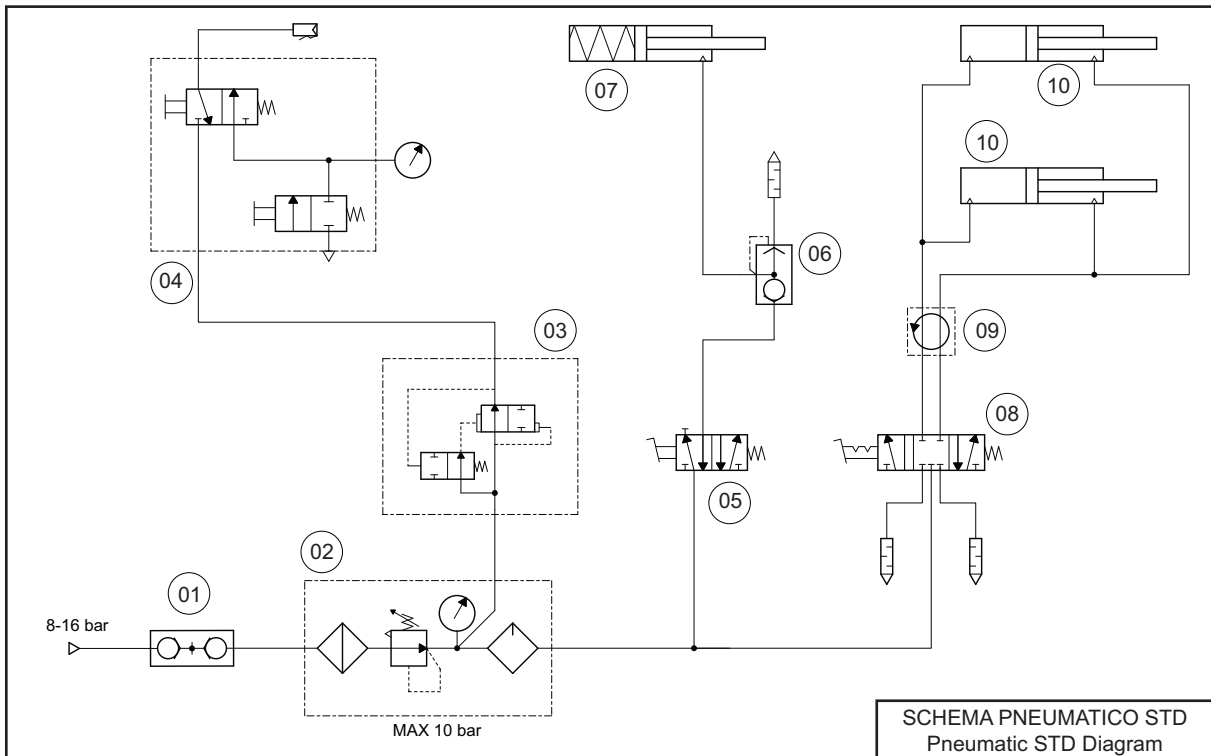 07
10
10
06
04
03
09
08
05
02
01
8-16 bar
MAX 10 bar
SCHEMA PNEUMATICO STD
Pneumatic STD Diagram